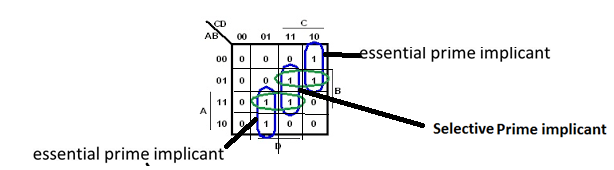 CD
C
AB 00 01 11 10
essential prime implicant
00 0 0 0 1
01 0 0 1 1
B
A
11 0 1 1 0
10 0 1 0 0
Selective Prime implicant
D
essential prime implicant